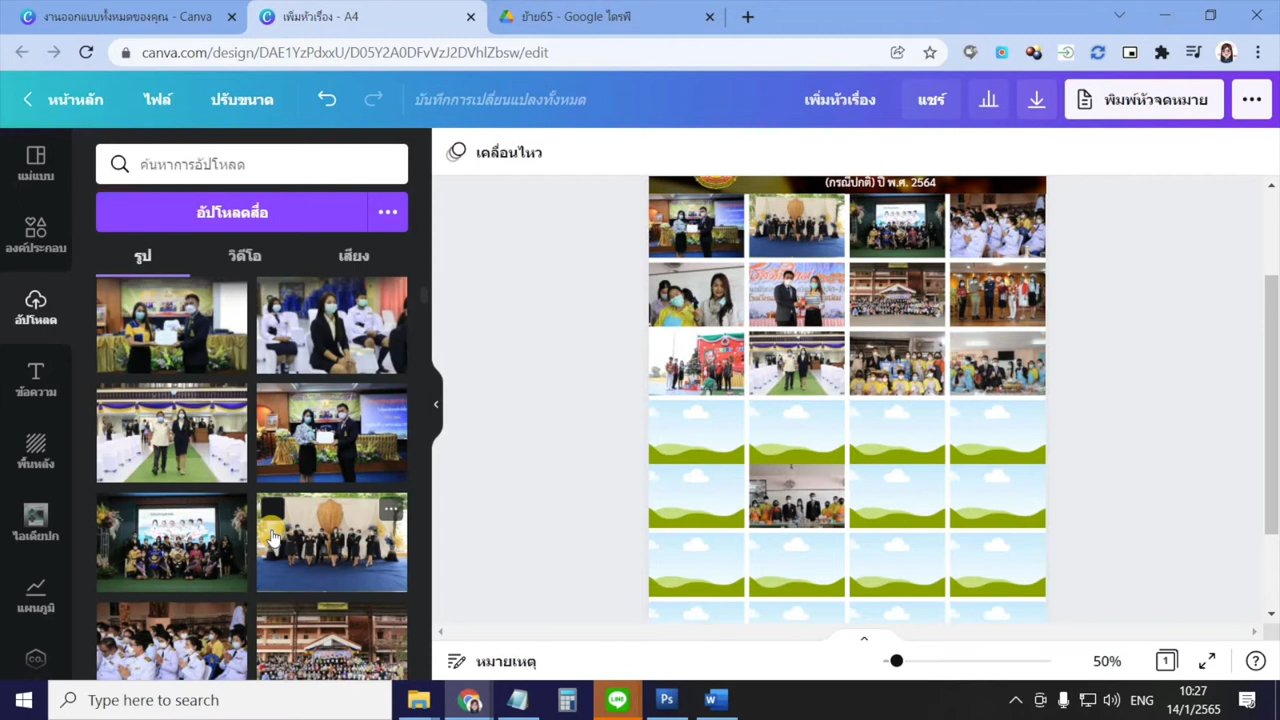 งานออกแบบทั้งหมดของคุณ - Canva
เพิ่มหัวเรื่อง - A4
ย้าย65 - Google ไดรฟ์
canva.com/design/DAE1YzPdxxU/D05Y2A0DFvVzJ2DVhlZbsw/edit
หน้าหลัก
ไฟล์
ปรับขนาด
บันทึกการเปลี่ยนแปลงทั้งหมด
เพิ่มหัวเรื่อง
แชร์
พิมพ์หัวจดหมาย
แม่แบบ
องค์ประกอบ
อัปโหลด
ข้อความ
พื้นหลัง
ไอเดียปก
แผนภูมิ
CO.
ค้นหาการอัปโหลด
อัปโหลดสื่อ
รูป
วิดีโอ
เสียง
เคลื่อนไหว
(กรณีปกติ) ปี พ.ศ. 2564
หมายเหตุ
50%
1
Type here to search
LINE
Ps
ENG
10:27
14/1/2565